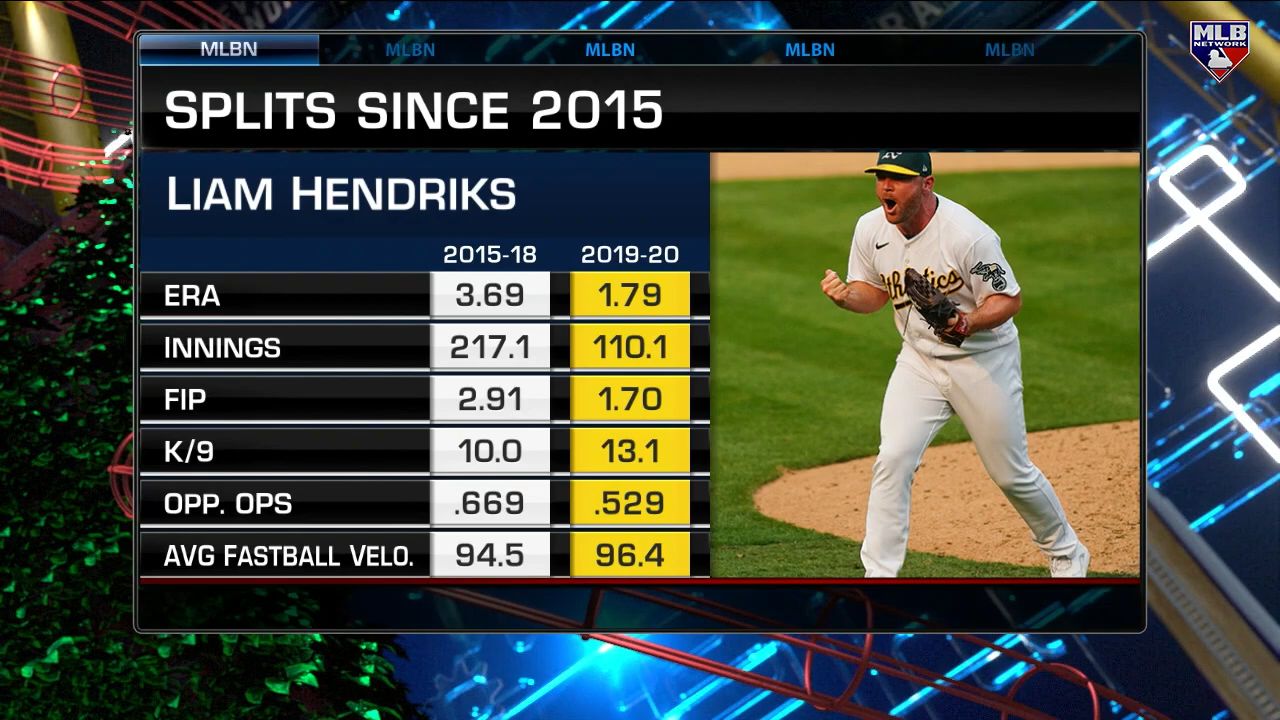 MLBN MLBN MLBN MLBN MLBN
MLB
NETWORK
SPLITS SINCE 2015
LIAM HENDRIKS
2015-18 2019-20
ERA 3.69 1.79
INNINGS 217.1 110.1
FIP 2.91 1.70
K/9 10.0 13.1
OPP. OPS .669 .529
AVG FASTBALL VELO. 94.5 96.4
Athletics